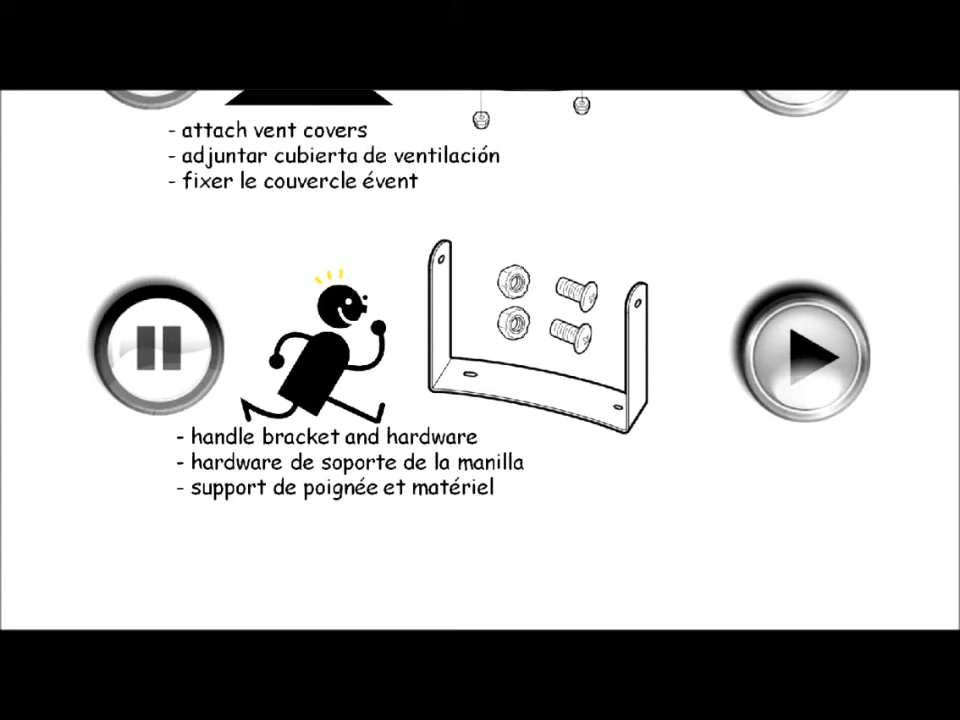 - attach vent covers
- adjuntar cubierta de ventilación
- fixer le couvercle évent
- handle bracket and hardware
- hardware de soporte de la manilla
- support de poignée et matériel